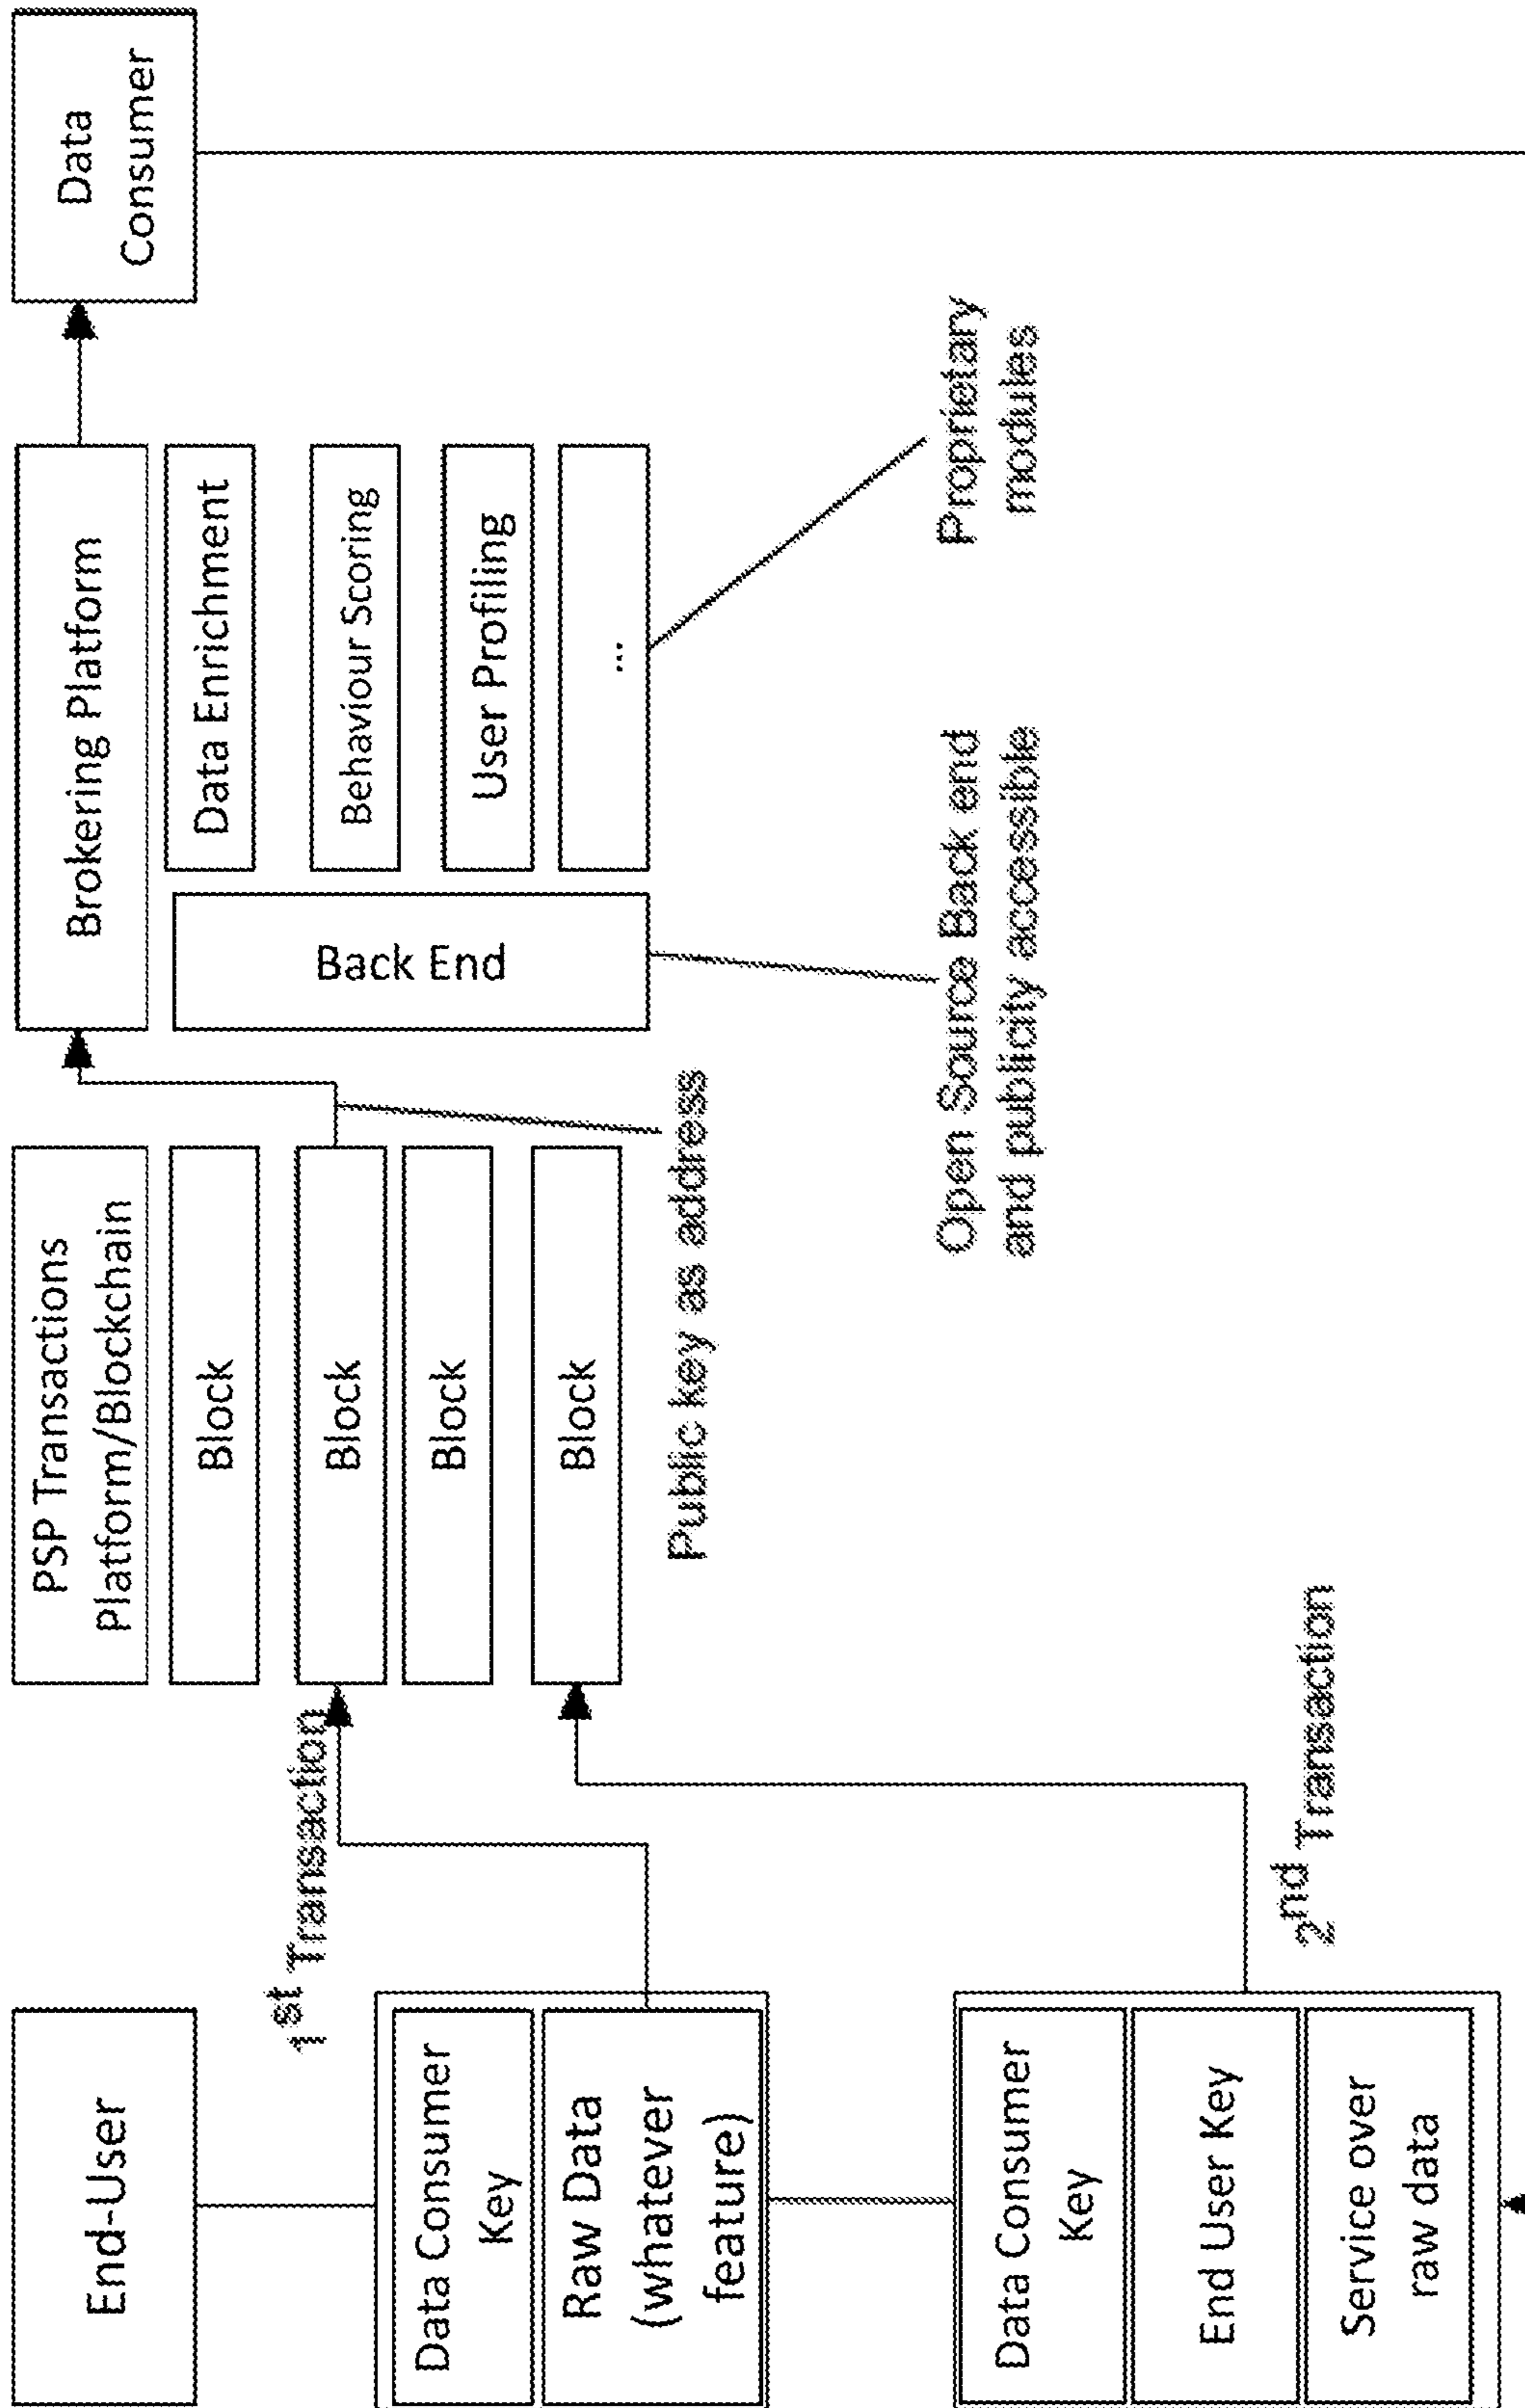 End-User
PSP Transactions
Platform/Blockchain
Brokering Platform
Data
Consumer
1st Transaction
Block
Block
Block
Block
Data Enrichment
Behaviour Scoring
User Profiling
...
Back End
Data Consumer
Key
Raw Data
(whatever
feature)
Public key as address
Proprietary
modules
Open Source Back end
and publicity accessible
Data Consumer
Key
End User Key
Service over
raw data
2nd Transaction